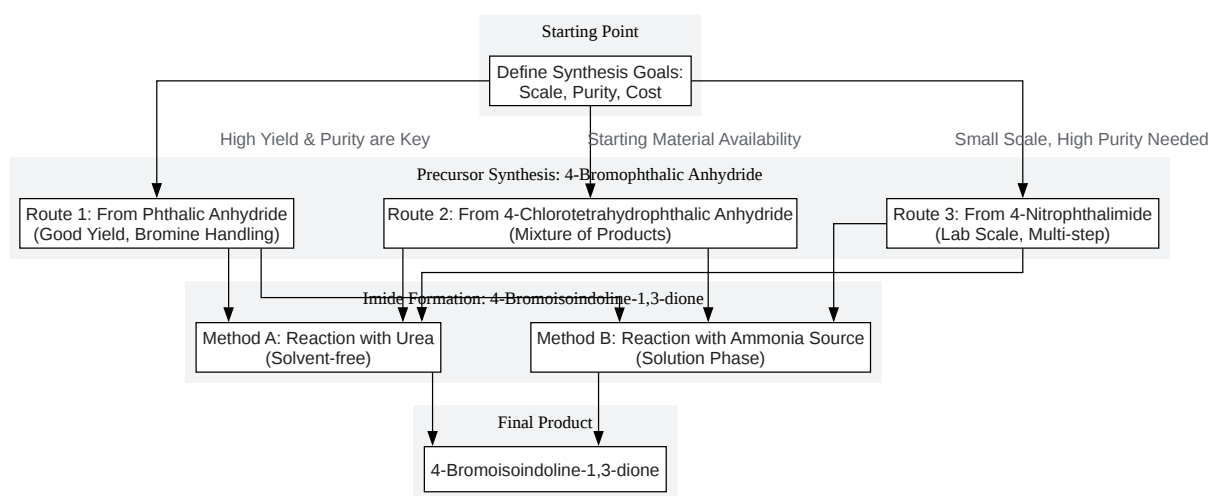 Starting Point
Define Synthesis Goals:
Scale, Purity, Cost
High Yield & Purity are Key
Starting Material Availability
Small Scale, High Purity Needed
Precursor Synthesis: 4-Bromophthalic Anhydride
Route 1: From Phthalic Anhydride
(Good Yield, Bromine Handling)
Route 2: From 4-Chlorotetrahydrophthalic Anhydride
(Mixture of Products)
Route 3: From 4-Nitrophthalimide
(Lab Scale, Multi-step)
Imide Formation: 4-Bromoisoindoline-1,3-dione
Method A: Reaction with Urea
(Solvent-free)
Method B: Reaction with Ammonia Source
(Solution Phase)
Final Product
4-Bromoisoindoline-1,3-dione